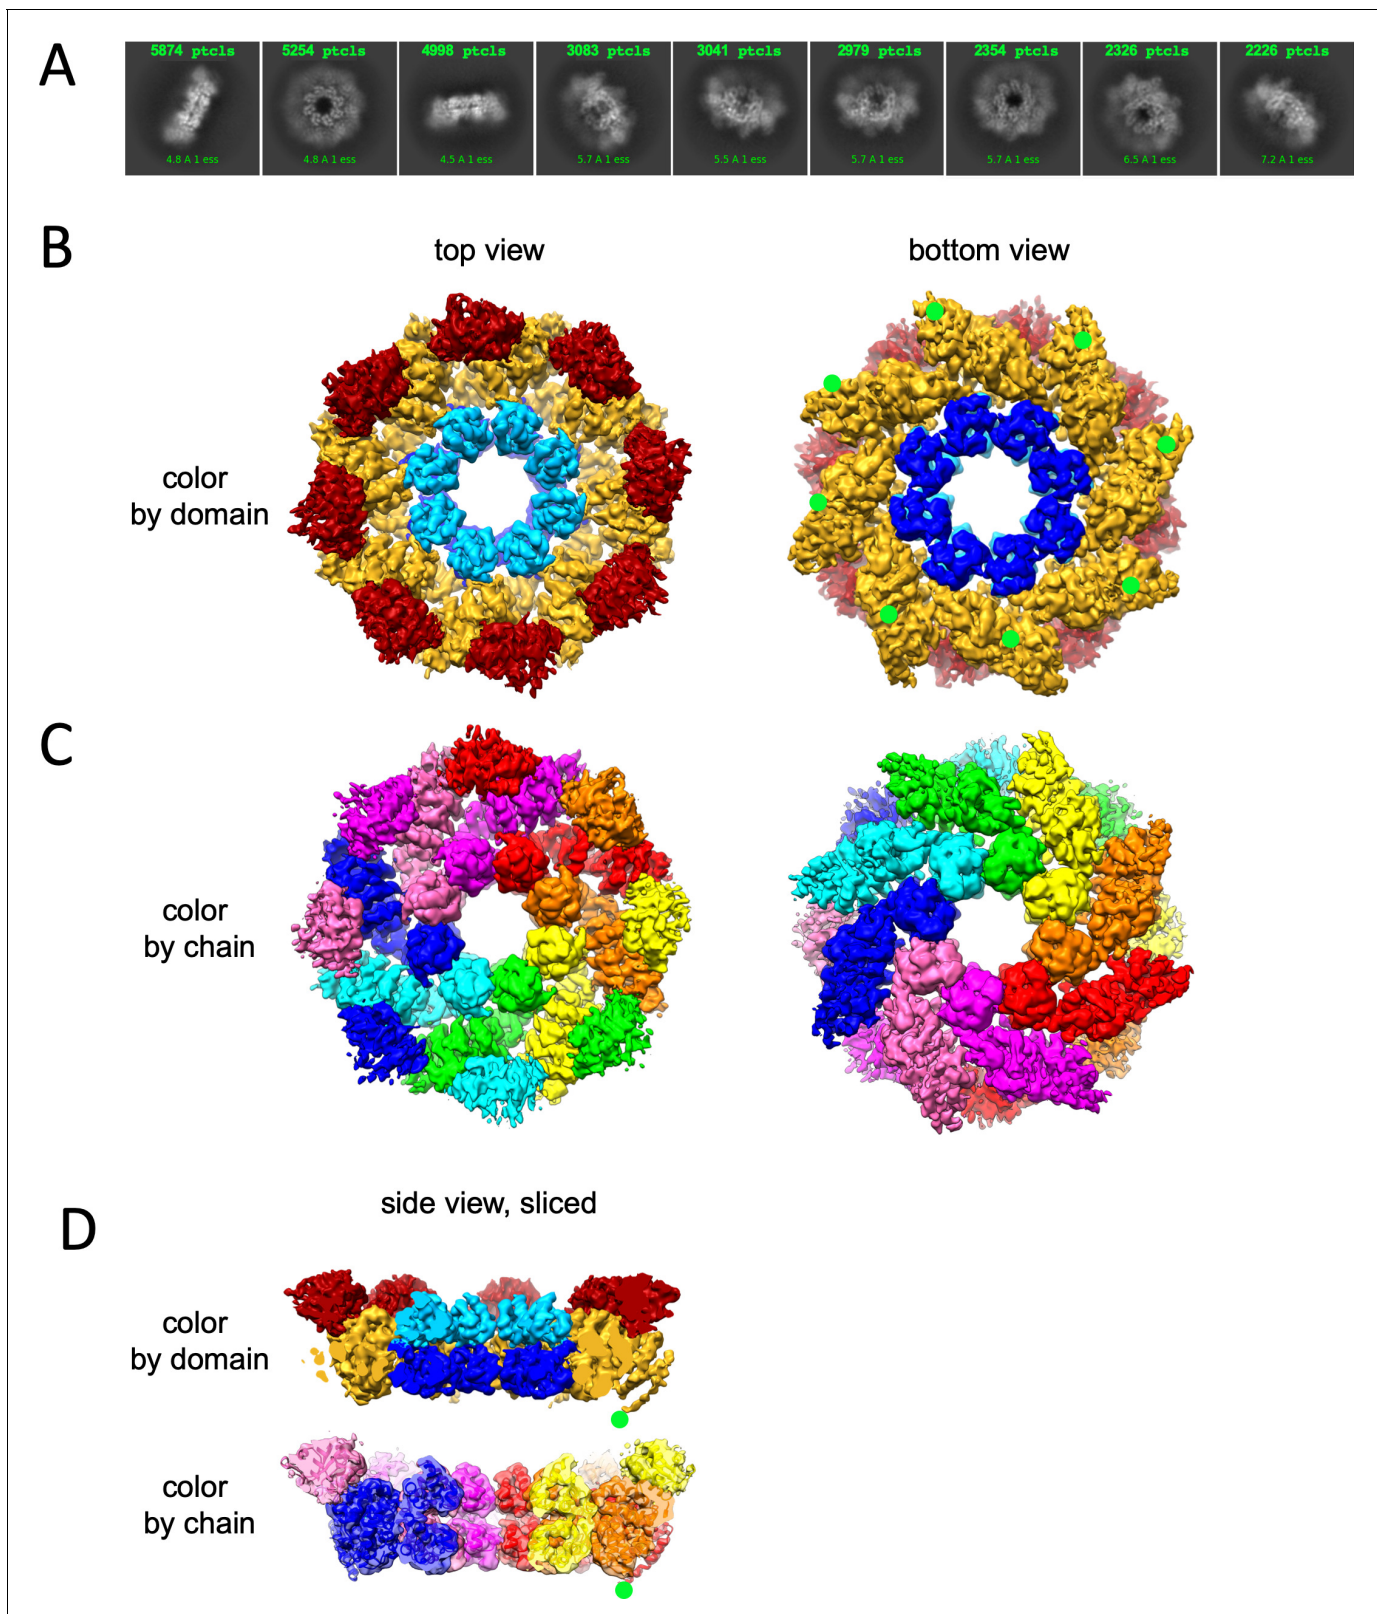 A
5874 ptcls 5254 ptcls 4998 ptcls 3083 ptcls 3041 ptcls 2979 ptcls 2354 ptcls 2326 ptcls 2226 ptcls
4.8 A 1 ess 4.8 A 1 ess 4.5 A 1 ess 5.7 A 1 ess 5.5 A 1 ess 5.7 A 1 ess 5.7 A 1 ess 6.5 A 1 ess 7.2 A 1 ess
B
top view bottom view
color
by domain
C
color
by chain
D
side view, sliced
color
by domain
color
by chain